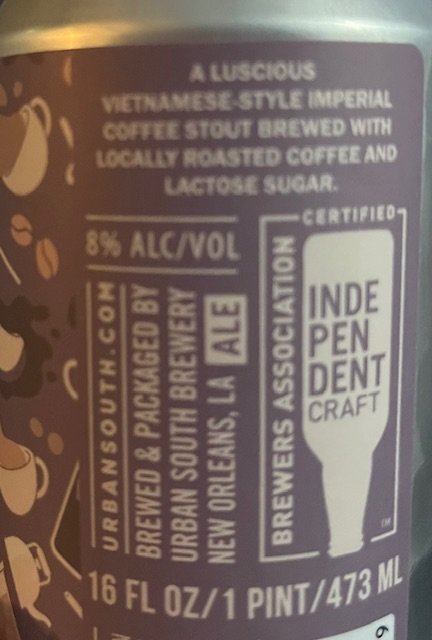 A LUSCIOUS
VIETNAMESE-STYLE IMPERIAL
COFFEE STOUT BREWED WITH
LOCALLY ROASTED COFFEE AND
LACTOSE SUGAR.
8% ALC/VOL
URBANSOUTH.COM
BREWED & PACKAGED BY
URBAN SOUTH BREWERY
NEW ORLEANS, LA
ALE
CERTIFIED
BREWERS ASSOCIATION
INDE
PEN
DENT
CRAFT
TM
16 FL OZ/1 PINT/473 ML